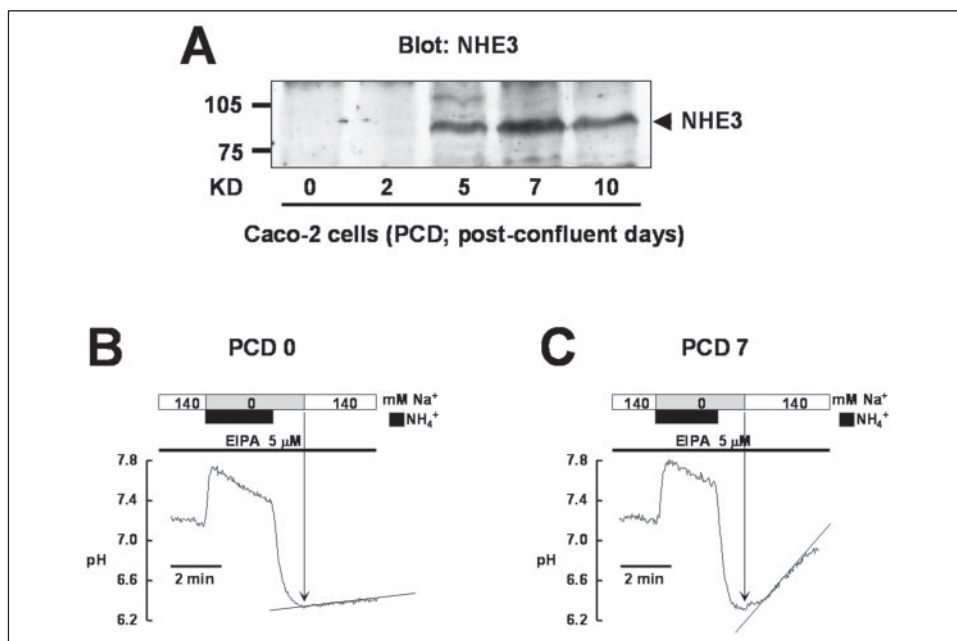 A
Blot: NHE3
105
75
NHE3
KD 0 2 5 7 10
Caco-2 cells (PCD; post-confluent days)
B
PCD 0
140 0 140 mM Na⁺
NH₄⁺
EIPA 5 µM
7.8
7.4
7.0
pH
2 min
6.6
6.2
C
PCD 7
140 0 140 mM Na⁺
NH₄⁺
EIPA 5 µM
7.8
7.4
7.0
pH
2 min
6.6
6.2